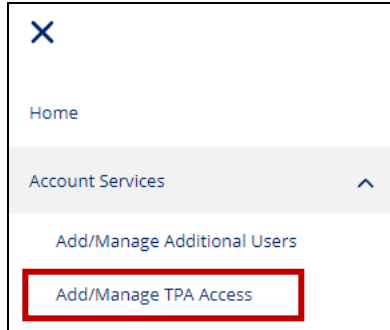 Home
Account Services
Add/Manage Additional Users
Add/Manage TPA Access